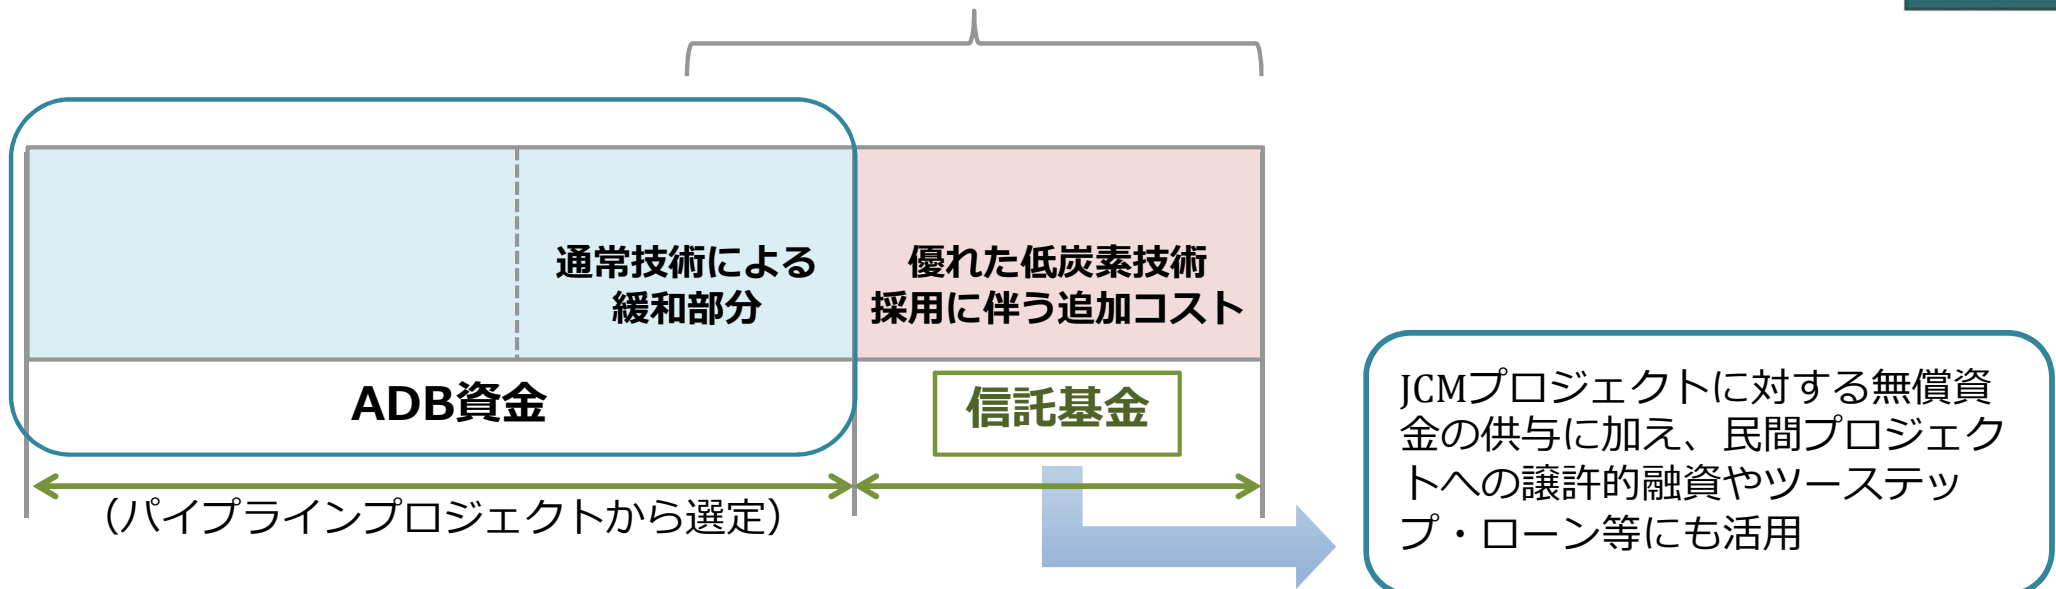 通常技術による
緩和部分
優れた低炭素技術
採用に伴う追加コスト
ADB資金
信託基金
（パイプラインプロジェクトから選定）
JCMプロジェクトに対する無償資
金の供与に加え、民間プロジェク
トへの譲許的融資やツーステッ
プ・ローン等にも活用